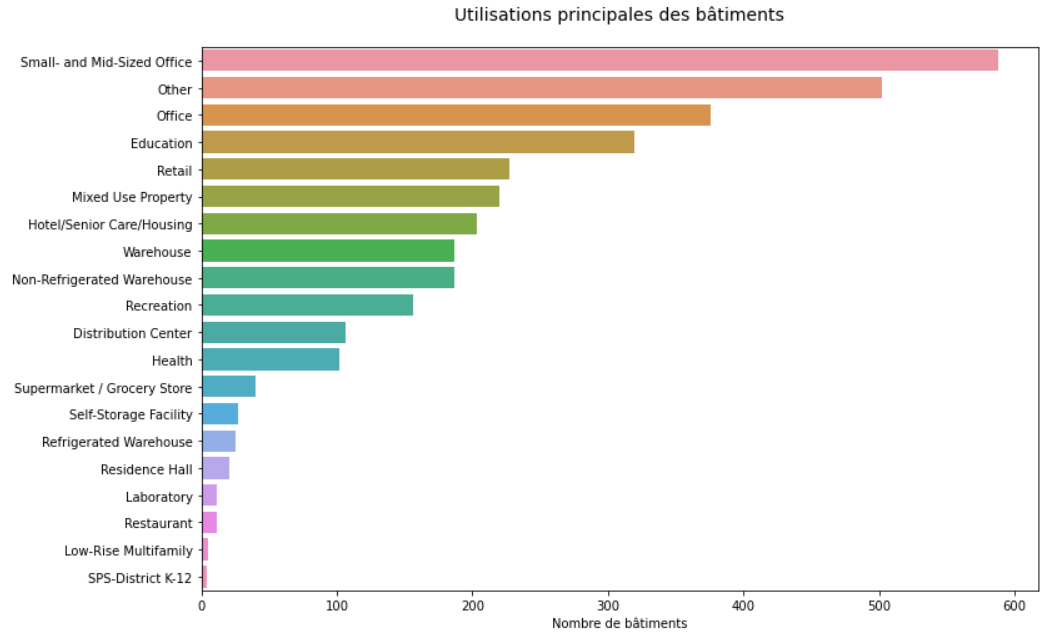 Utilisations principales des bâtiments
Small- and Mid-Sized Office
Other
Office
Education
Retail
Mixed Use Property
Hotel/Senior Care/Housing
Warehouse
Non-Refrigerated Warehouse
Recreation
Distribution Center
Health
Supermarket / Grocery Store
Self-Storage Facility
Refrigerated Warehouse
Residence Hall
Laboratory
Restaurant
Low-Rise Multifamily
SPS-District K-12
0 100 200 300 400 500 600
Nombre de bâtiments